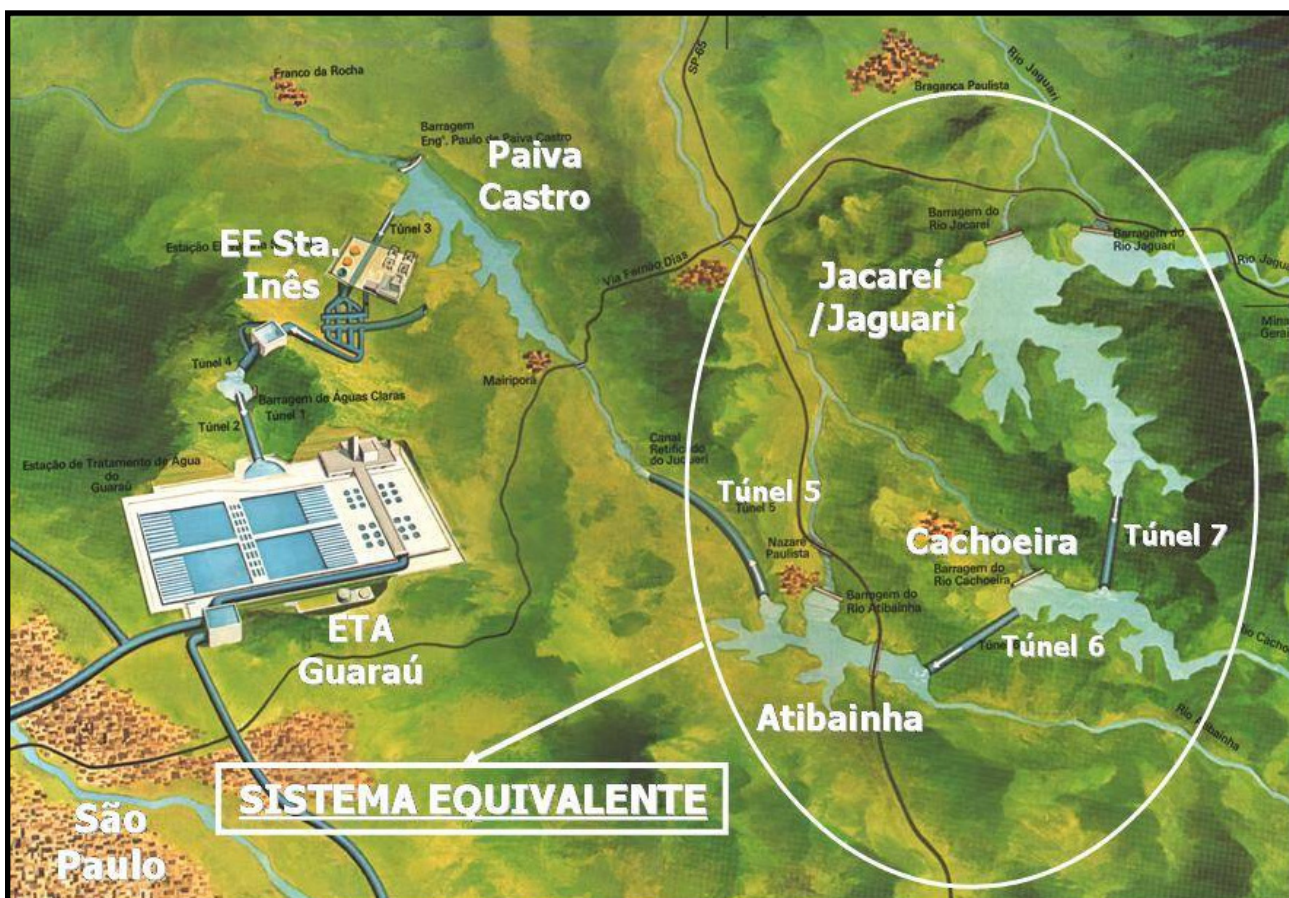 Franco da Rocha
SP-65
Rio Jaguari
Bragança Paulista
Barragem
Engº. Paulo de Paiva Castro
Paiva
Castro
Túnel 3
EE Sta.
Inês
Via Fernão Dias
Barragem do
Rio Jacareí
Barragem do
Rio Jaguari
Jacareí
/Jaguari
Túnel 4
Barragem de Águas Claras
Túnel 1
Túnel 2
Mairiporã
Estação de Tratamento de Água
do
Guaraú
Canal
Retificado
do Juqueri
Túnel 5
Túnel 5
Nazaré
Paulista
Cachoeira
Barragem do
Rio Cachoeira
Túnel 7
Barragem do
Rio Atibainha
Túnel 6
ETA
Guaraú
Atibainha
Rio Atibainha
SISTEMA EQUIVALENTE
São
Paulo